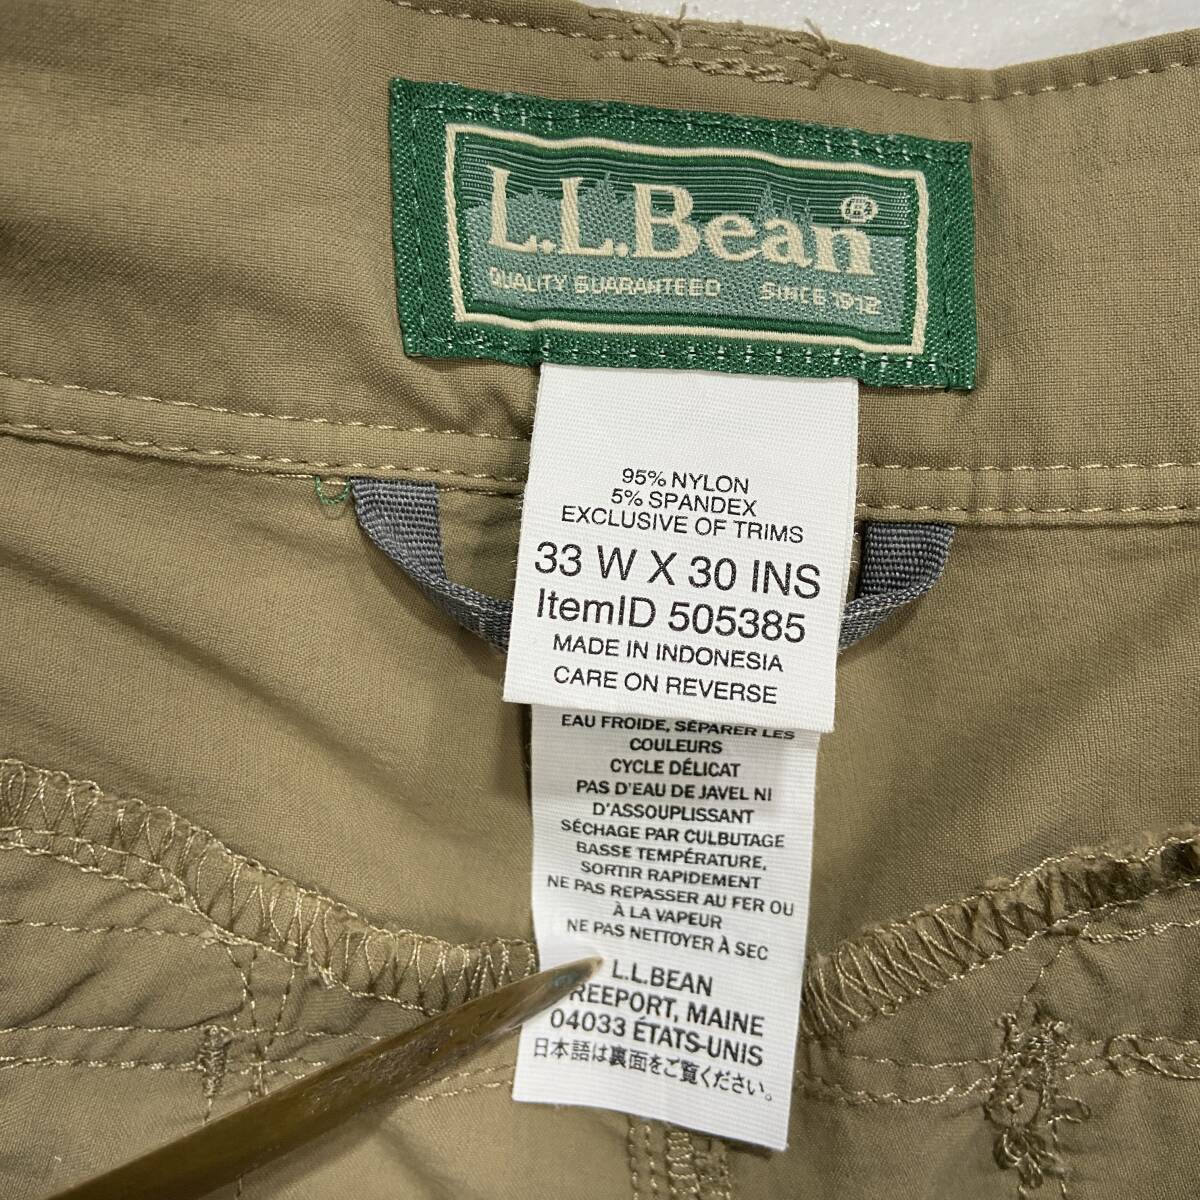 L.L.Bean®
QUALITY GUARANTEED SINCE 1912
95% NYLON
5% SPANDEX
EXCLUSIVE OF TRIMS
33 W X 30 INS
ItemID 505385
MADE IN INDONESIA
CARE ON REVERSE
EAU FROIDE, SÉPARER LES
COULEURS
CYCLE DÉLICAT
PAS D'EAU DE JAVEL NI
D'ASSOUPLISSANT
SÉCHAGE PAR CULBUTAGE
BASSE TEMPÉRATURE,
SORTIR RAPIDEMENT
NE PAS REPASSER AU FER OU
À LA VAPEUR
NE PAS NETTOYER À SEC
L.L.BEAN
REEPORT, MAINE
04033 ÉTATS-UNIS
日本語は裏面をご覧ください。